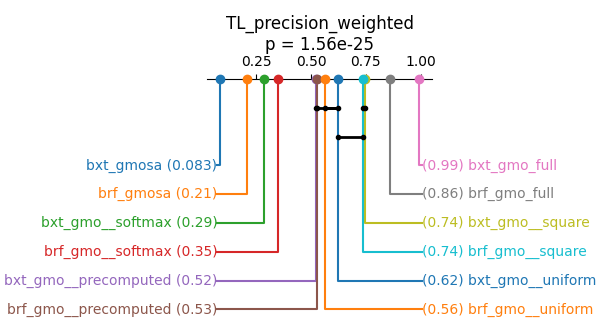 TL_precision_weighted
p = 1.56e-25
0.25 0.50 0.75 1.00
bxt_gmosa (0.083) (0.99) bxt_gmo_full
brf_gmosa (0.21) (0.86) brf_gmo_full
bxt_gmo__softmax (0.29) (0.74) bxt_gmo__square
brf_gmo__softmax (0.35) (0.74) brf_gmo__square
bxt_gmo__precomputed (0.52) (0.62) bxt_gmo__uniform
brf_gmo__precomputed (0.53) (0.56) brf_gmo__uniform